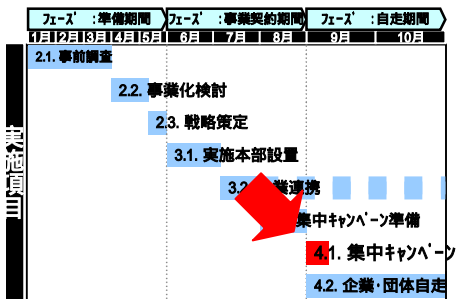 ﾌｪｰｽﾞ :準備期間 ﾌｪｰｽﾞ :事業契約期間 ﾌｪｰｽﾞ :自走期間
1月 2月 3月 4月 5月 6月 7月 8月 9月 10月
実施項目
2.1. 事前調査
2.2. 事業化検討
2.3. 戦略策定
3.1. 実施本部設置
3.2 業連携
集中ｷｬﾝﾍﾟｰﾝ準備
4.1. 集中ｷｬﾝﾍﾟｰﾝ
4.2. 企業・団体自走